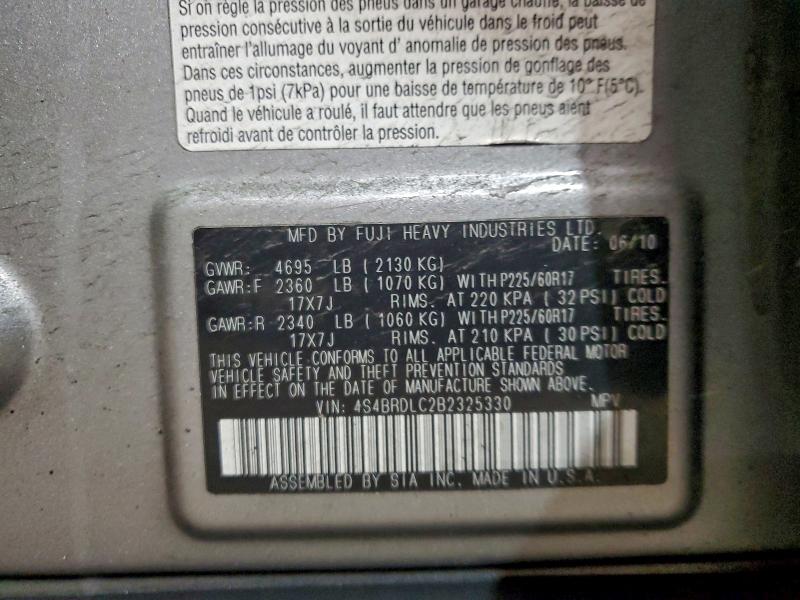 Si on règle la pression des pneus dans un garage chauffé, la baisse de
pression consécutive à la sortie du véhicule dans le froid peut
entraîner l'allumage du voyant d' anomalie de pression des pneus.
Dans ces circonstances, augmenter la pression de gonflage des
pneus de 1psi (7kPa) pour une baisse de température de 10° F(5°C).
Quand le véhicule a roulé, il faut attendre que les pneus aient
refroidi avant de contrôler la pression.
MFD BY FUJI HEAVY INDUSTRIES LTD.
DATE: 06/10
GVWR: 4695 LB ( 2130 KG)
GAWR:F 2360 LB ( 1070 KG) WITH P225/60R17 TIRES.
17X7J RIMS. AT 220 KPA ( 32 PSI) COLD
GAWR:R 2340 LB ( 1060 KG) WITH P225/60R17 TIRES.
17X7J RIMS. AT 210 KPA ( 30 PSI) COLD
THIS VEHICLE CONFORMS TO ALL APPLICABLE FEDERAL MOTOR
VEHICLE SAFETY AND THEFT PREVENTION STANDARDS
IN EFFECT ON THE DATE OF MANUFACTURE SHOWN ABOVE.
VIN: 4S4BRDLC2B2325330 MPV
ASSEMBLED BY SIA INC. MADE IN U.S.A.